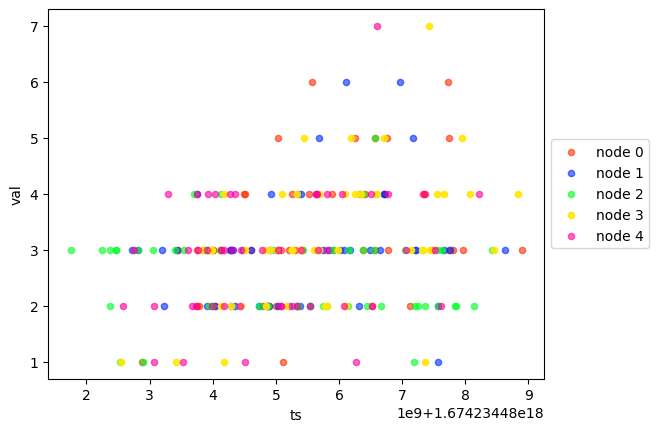 7
6
5
4
3
2
1
val
2 3 4 5 6 7 8 9
ts
1e9+1.67423448e18
node 0
node 1
node 2
node 3
node 4